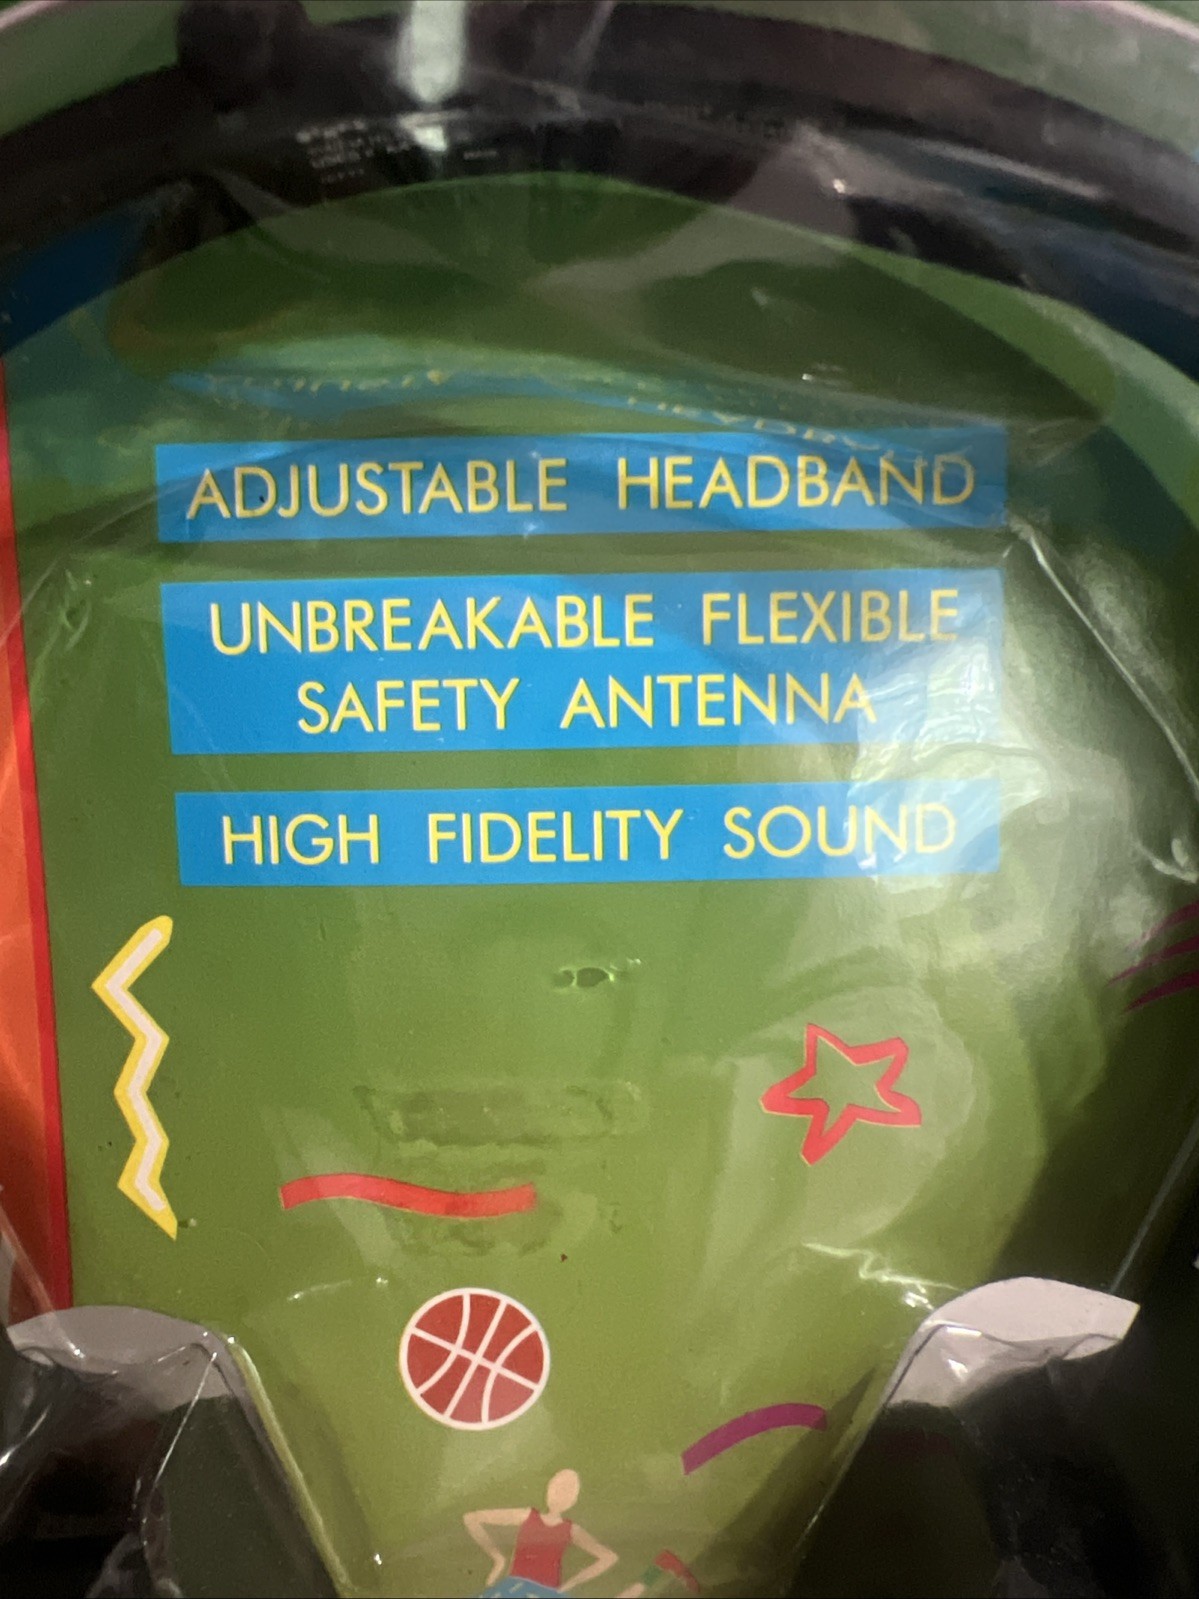 ADJUSTABLE HEADBAND
UNBREAKABLE FLEXIBLE
SAFETY ANTENNA
HIGH FIDELITY SOUND